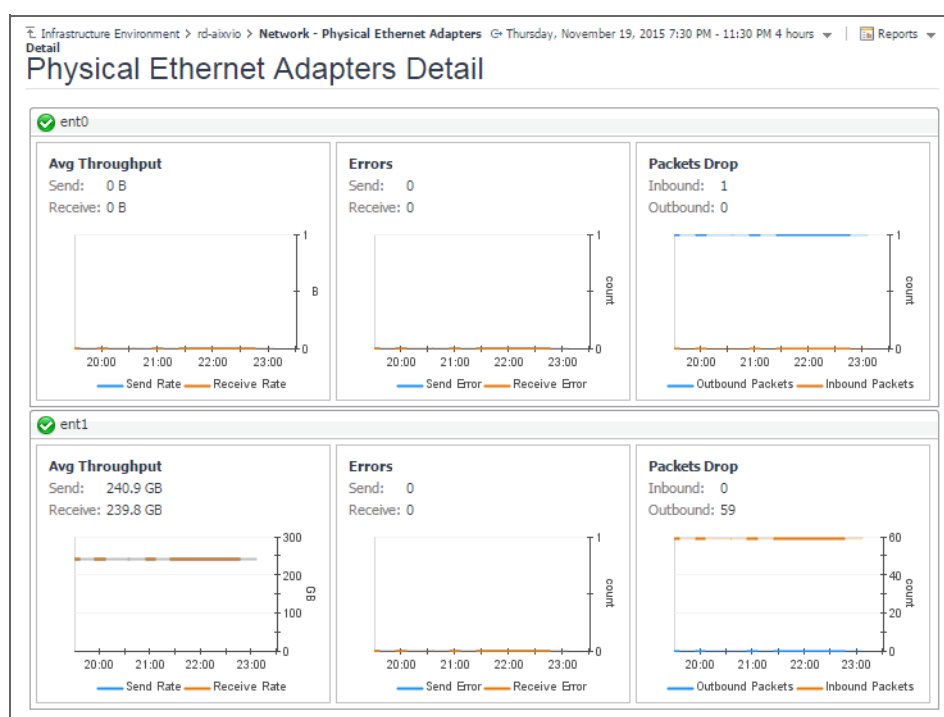 Infrastructure Environment > rd-aixvio > Network - Physical Ethernet Adapters Thursday, November 19, 2015 7:30 PM - 11:30 PM 4 hours | Reports
Detail
Physical Ethernet Adapters Detail
ent0
Avg Throughput
Send: 0 B
Receive: 0 B
1
B
0
20:00 21:00 22:00 23:00
Send Rate Receive Rate
Errors
Send: 0
Receive: 0
1
count
0
20:00 21:00 22:00 23:00
Send Error Receive Error
Packets Drop
Inbound: 1
Outbound: 0
1
count
0
20:00 21:00 22:00 23:00
Outbound Packets Inbound Packets
ent1
Avg Throughput
Send: 240.9 GB
Receive: 239.8 GB
300
200
GB
100
0
20:00 21:00 22:00 23:00
Send Rate Receive Rate
Errors
Send: 0
Receive: 0
1
count
0
20:00 21:00 22:00 23:00
Send Error Receive Error
Packets Drop
Inbound: 0
Outbound: 59
60
40
count
20
0
20:00 21:00 22:00 23:00
Outbound Packets Inbound Packets